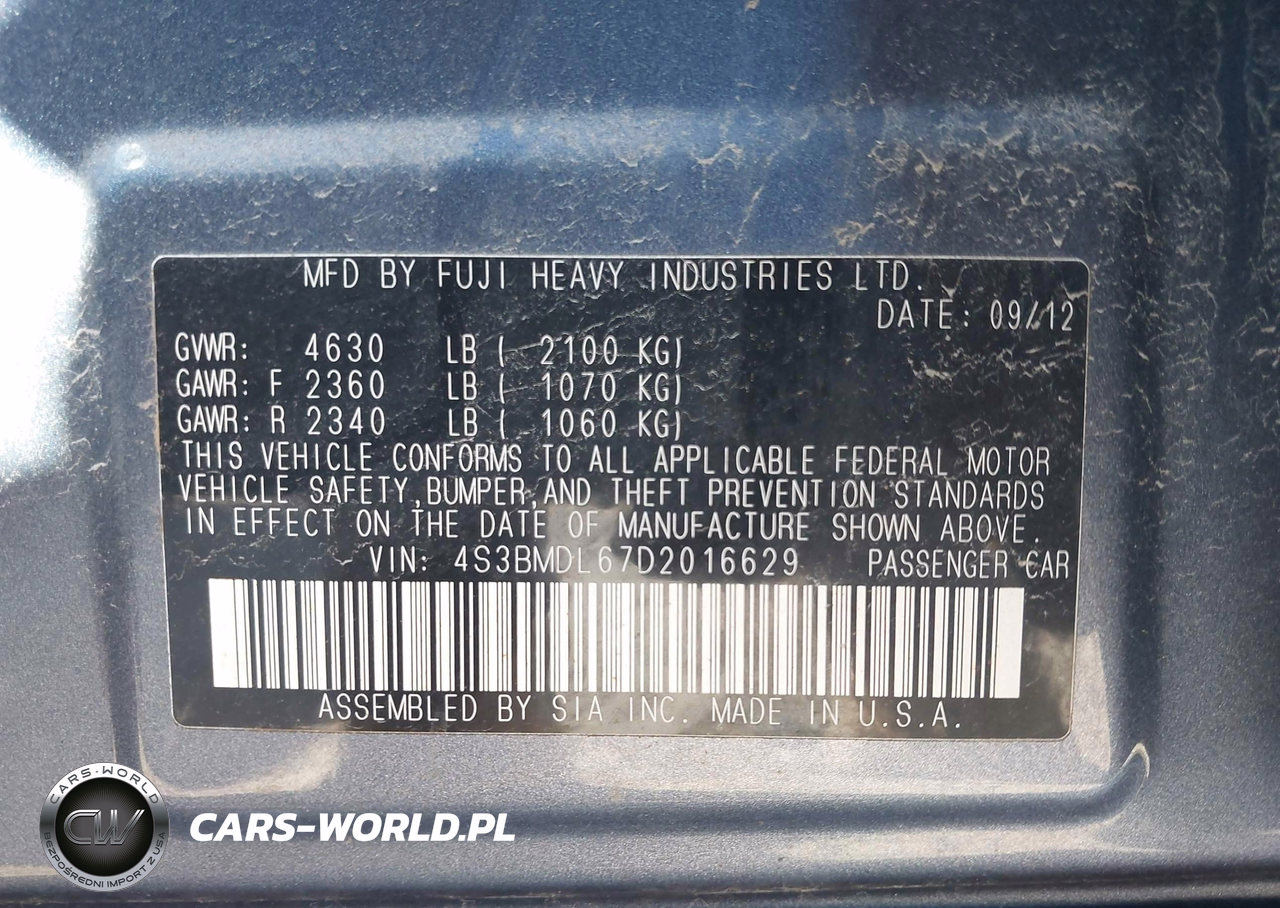 MFD BY FUJI HEAVY INDUSTRIES LTD.
DATE: 09/12
GVWR: 4630 LB ( 2100 KG)
GAWR: F 2360 LB ( 1070 KG)
GAWR: R 2340 LB ( 1060 KG)
THIS VEHICLE CONFORMS TO ALL APPLICABLE FEDERAL MOTOR
VEHICLE SAFETY,BUMPER,AND THEFT PREVENTION STANDARDS
IN EFFECT ON THE DATE OF MANUFACTURE SHOWN ABOVE.
VIN: 4S3BMDL67D2016629 PASSENGER CAR
ASSEMBLED BY SIA INC. MADE IN U.S.A.
CARS-WORLD
CW
BEZPOŚREDNI IMPORT Z USA
CARS-WORLD.PL